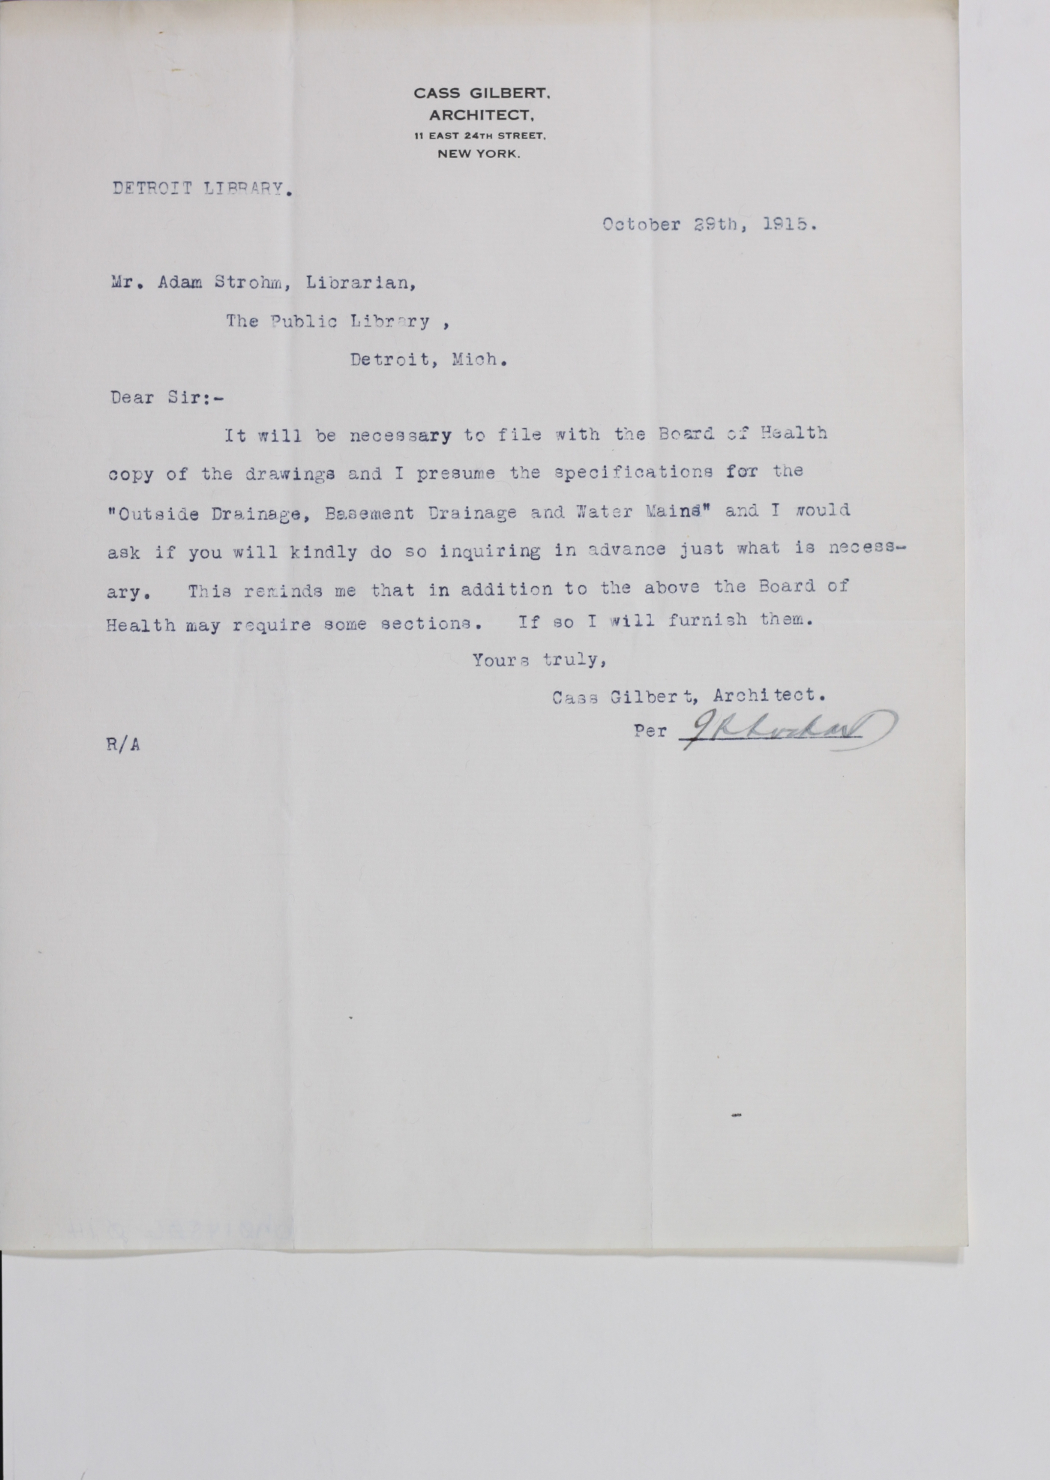 CASS GILBERT,
ARCHITECT,
11 EAST 24TH STREET,
NEW YORK.
DETROIT LIBRARY.
October 29th, 1915.
Mr. Adam Strohm, Librarian,
The Public Library ,
Detroit, Mich.
Dear Sir:-
It will be necessary to file with the Board of Health
copy of the drawings and I presume the specifications for the
"Outside Drainage, Basement Drainage and Water Mains" and I would
ask if you will kindly do so inquiring in advance just what is necess-
ary. This reminds me that in addition to the above the Board of
Health may require some sections. If so I will furnish them.
Yours truly,
Cass Gilbert, Architect.
Per
R/A